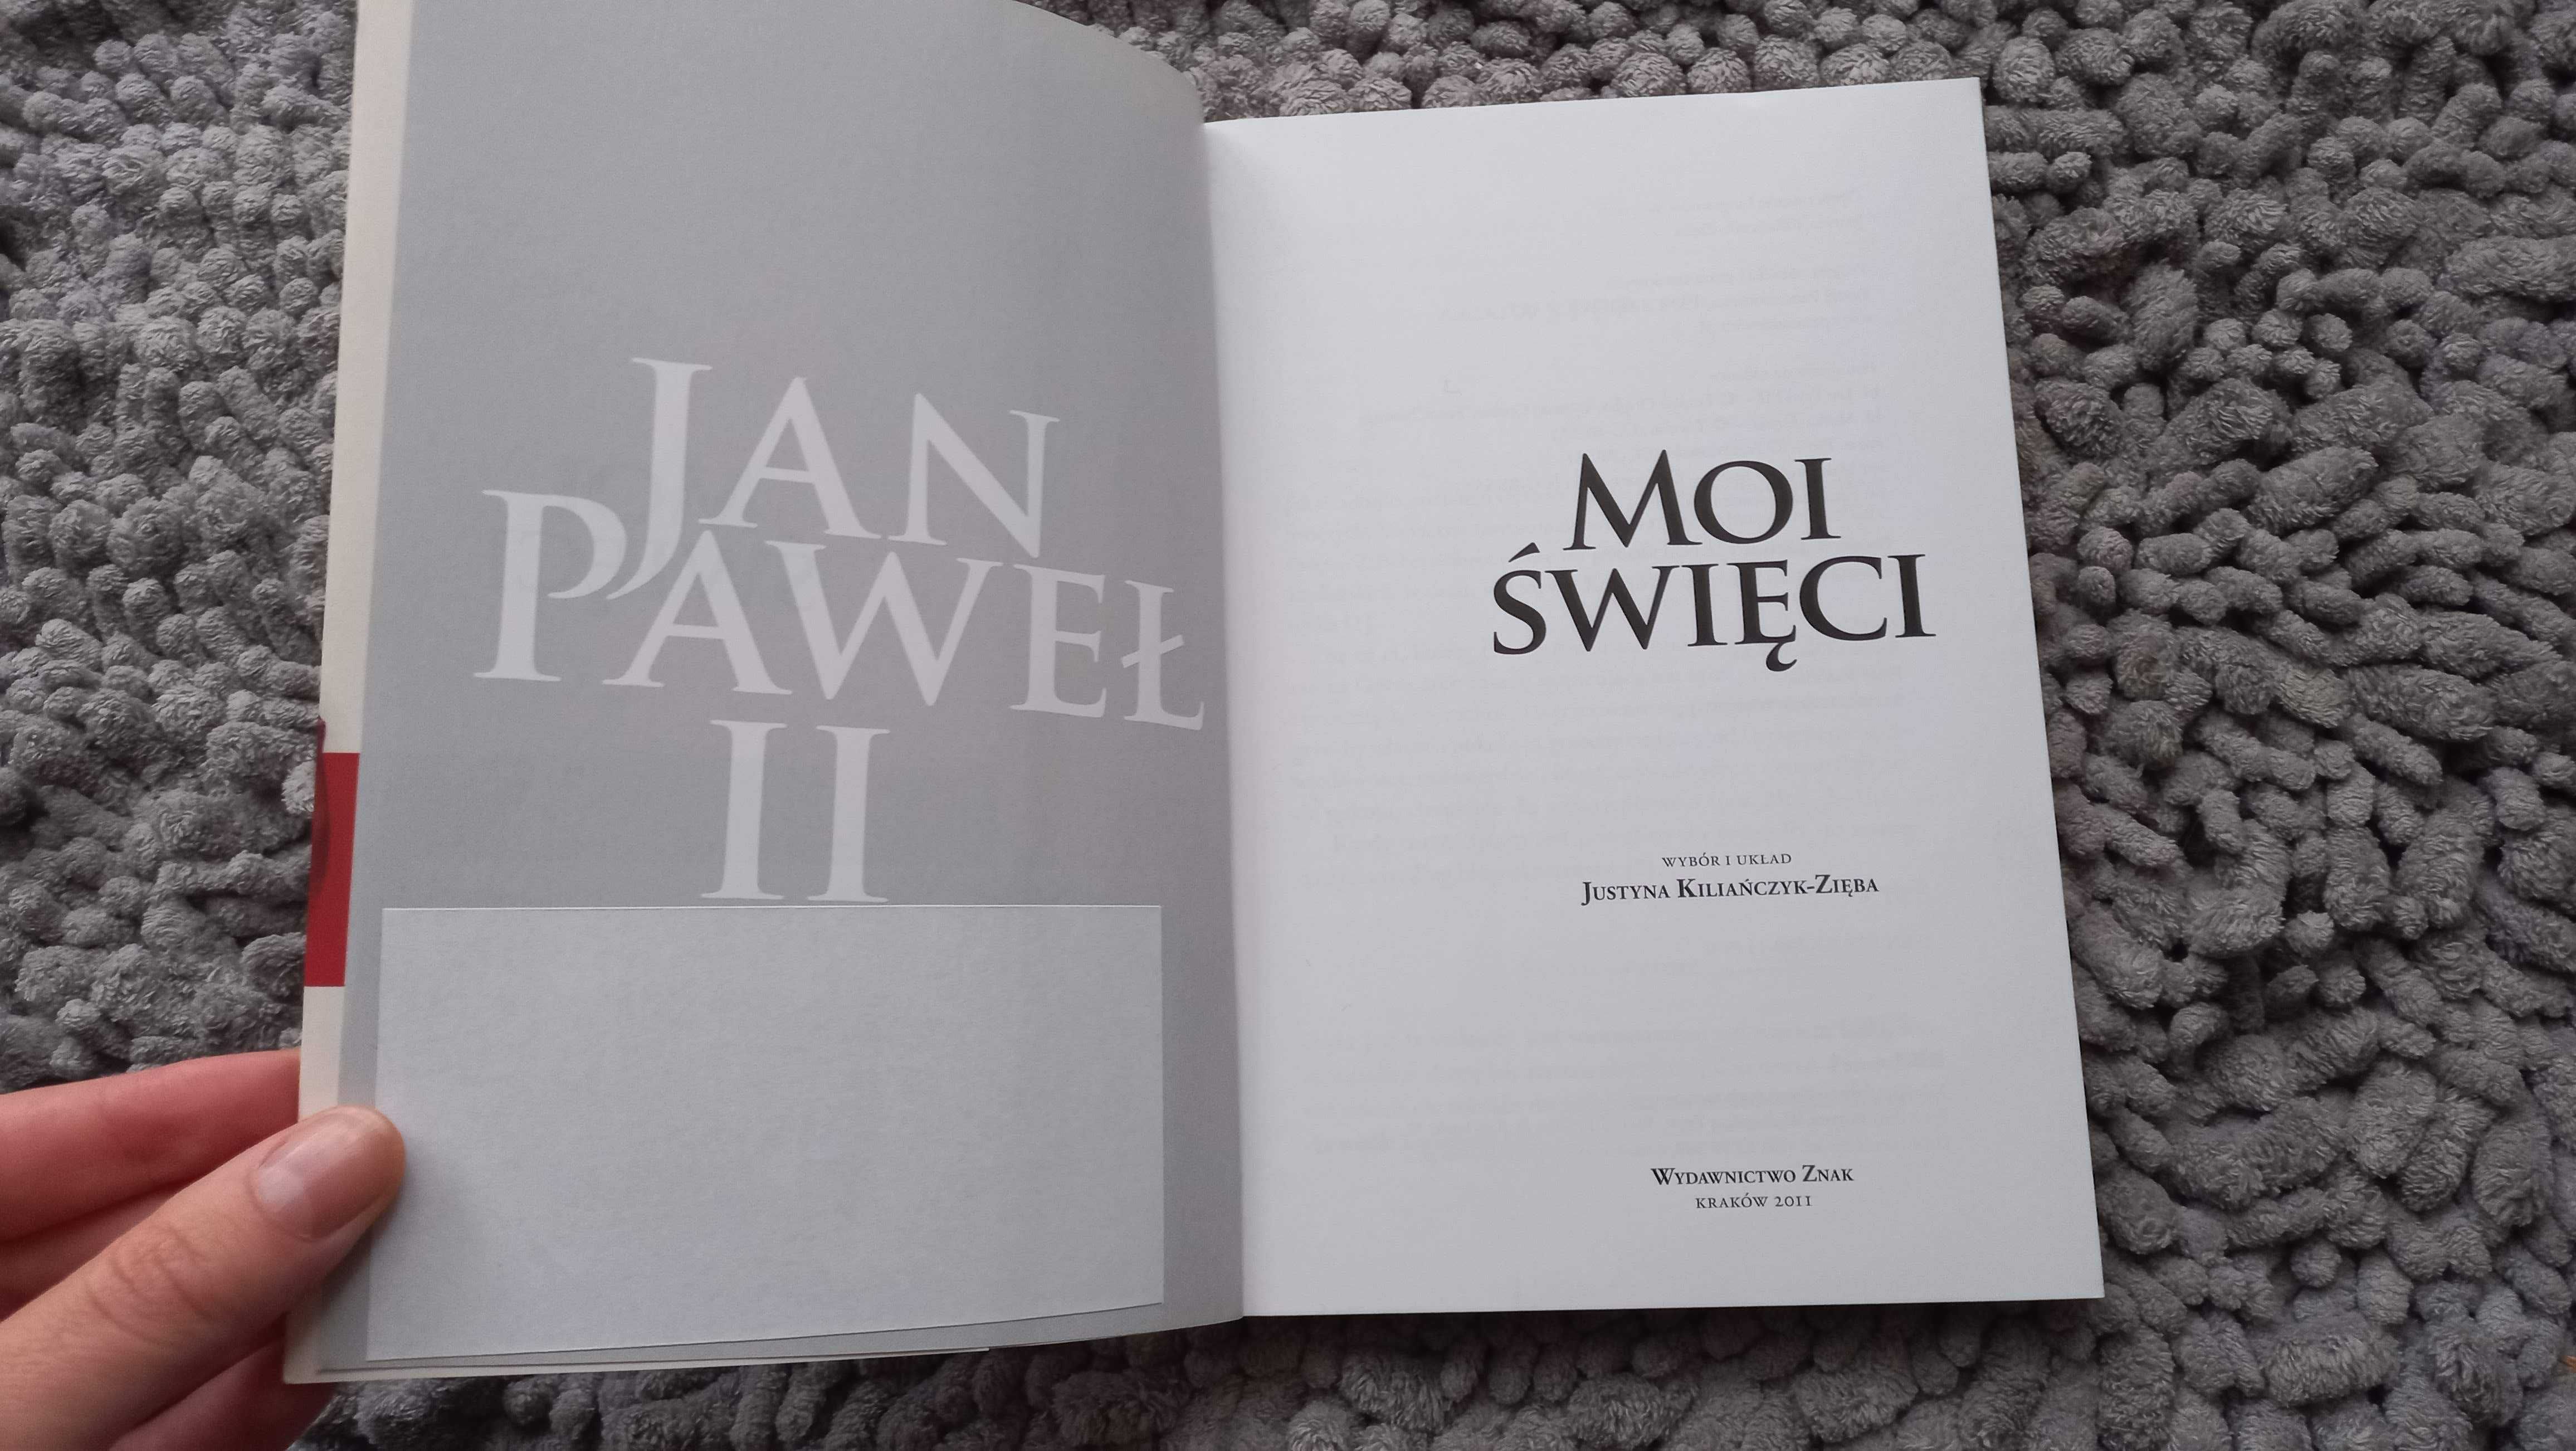 JAN
PAWEŁ
II
MOI
ŚWIĘCI
WYBÓR I UKŁAD
JUSTYNA KILIAŃCZYK-ZIĘBA
WYDAWNICTWO ZNAK
KRAKÓW 2011